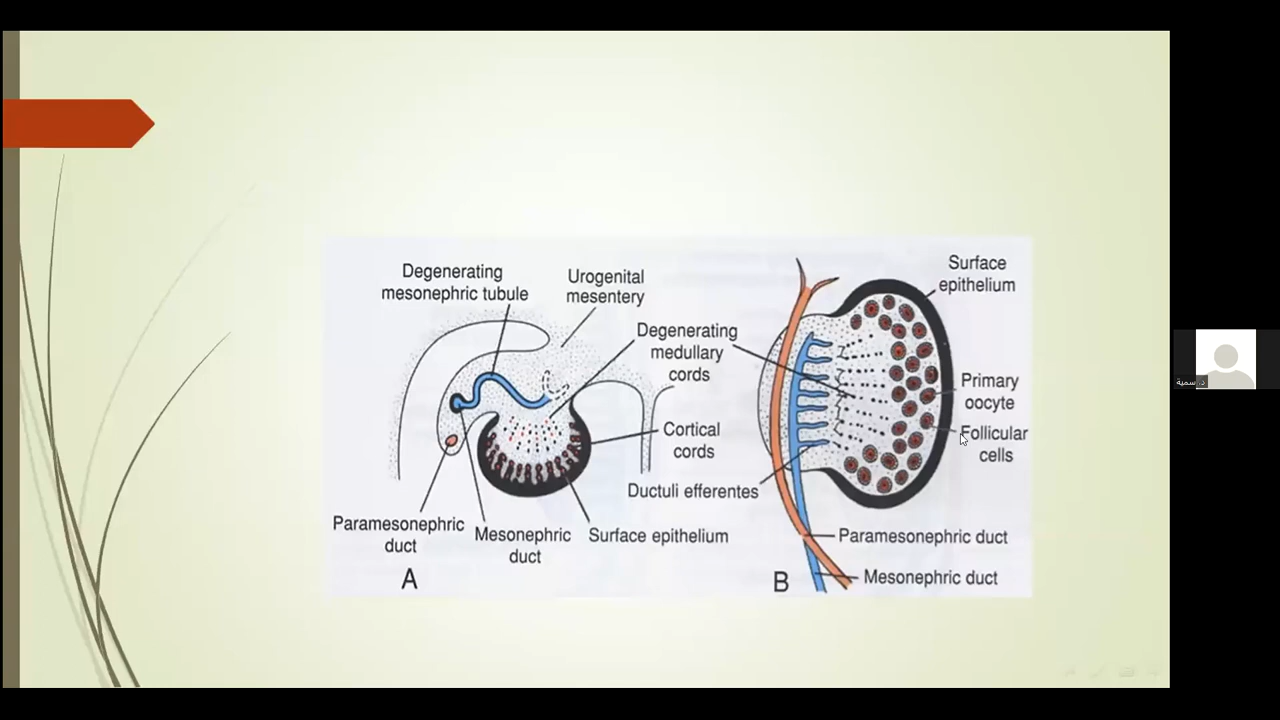 Degenerating
mesonephric tubule
Urogenital
mesentery
Degenerating
medullary
cords
Cortical
cords
Ductuli efferentes
Paramesonephric
duct
Mesonephric
duct
Surface epithelium
A
Surface
epithelium
Primary
oocyte
Follicular
cells
Paramesonephric duct
Mesonephric duct
B
د. سمية